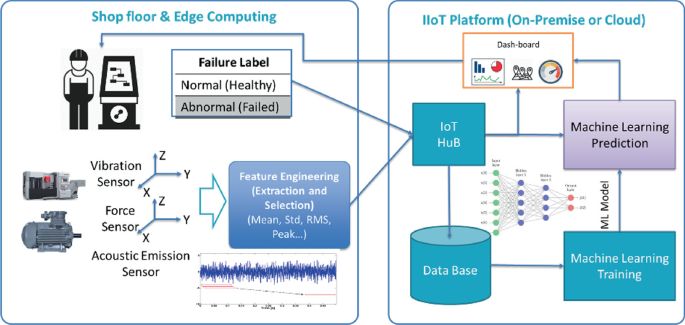 Shop floor & Edge Computing
Failure Label
Normal (Healthy)
Abnormal (Failed)
Vibration
Sensor
Z
Y
X
Force
Sensor
Z
Y
X
Acoustic Emission
Sensor
Feature Engineering
(Extraction and
Selection)
(Mean, Std, RMS,
Peak...)
IIoT Platform (On-Premise or Cloud)
Dash-board
IoT
HuB
Machine Learning
Prediction
ML Model
Data Base
Machine Learning
Training